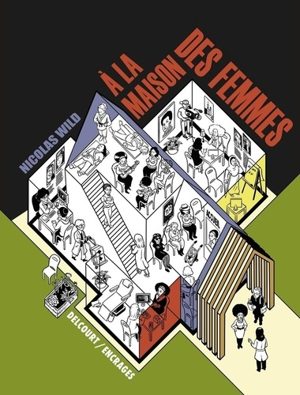 À LA
MAISON
DES FEMMES
NICOLAS WILD
DELCOURT / ENCRAGES